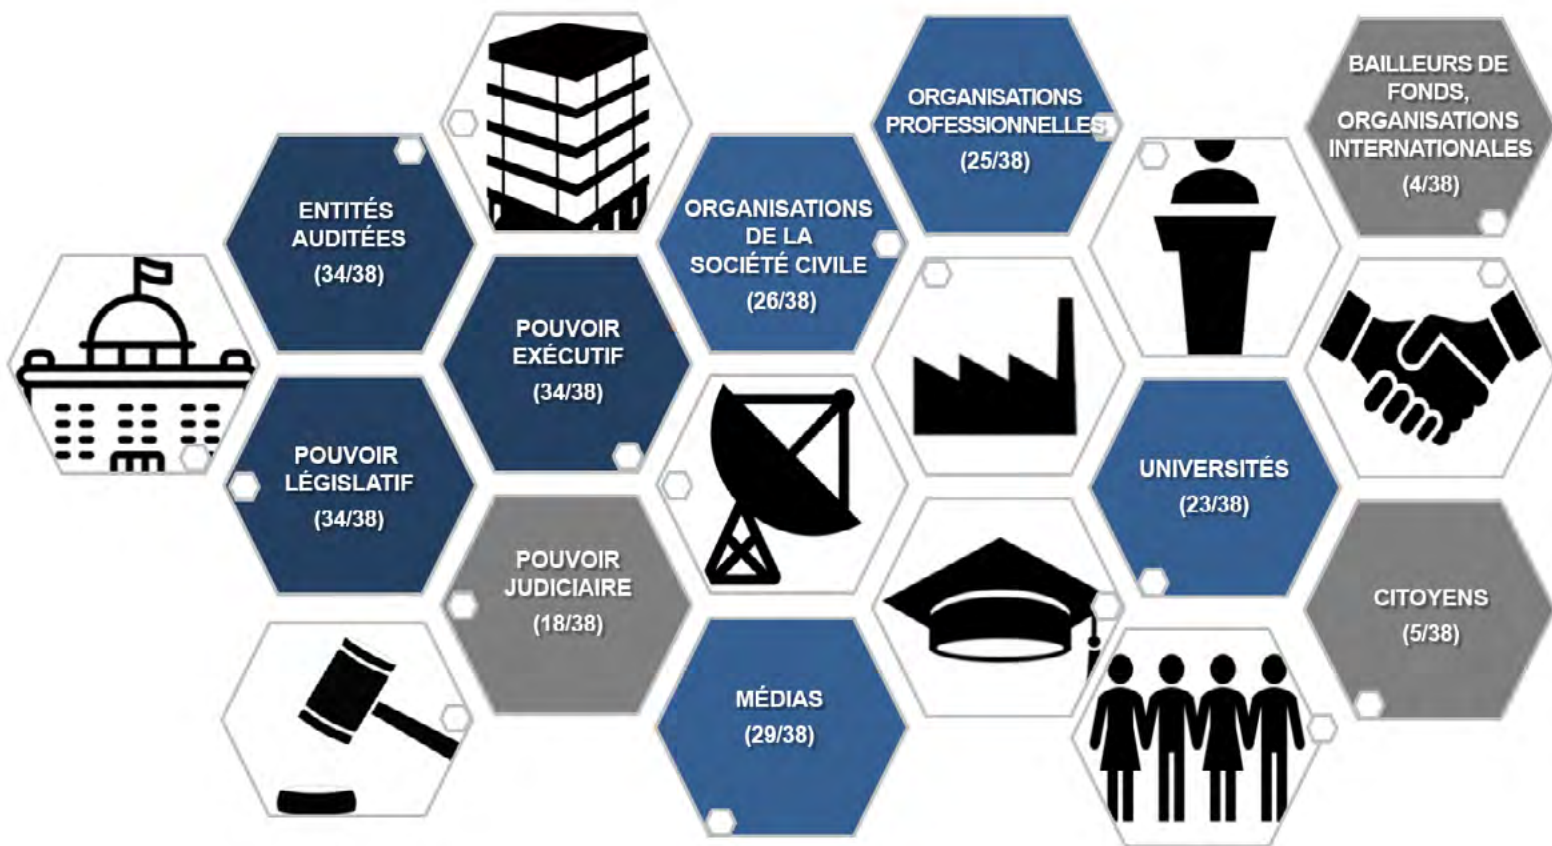 ENTITÉS
AUDITÉES
(34/38)
POUVOIR
LÉGISLATIF
(34/38)
POUVOIR
EXÉCUTIF
(34/38)
POUVOIR
JUDICIAIRE
(18/38)
ORGANISATIONS
DE LA
SOCIÉTÉ CIVILE
(26/38)
MÉDIAS
(29/38)
ORGANISATIONS
PROFESSIONNELLES
(25/38)
UNIVERSITÉS
(23/38)
BAILLEURS DE
FONDS,
ORGANISATIONS
INTERNATIONALES
(4/38)
CITOYENS
(5/38)